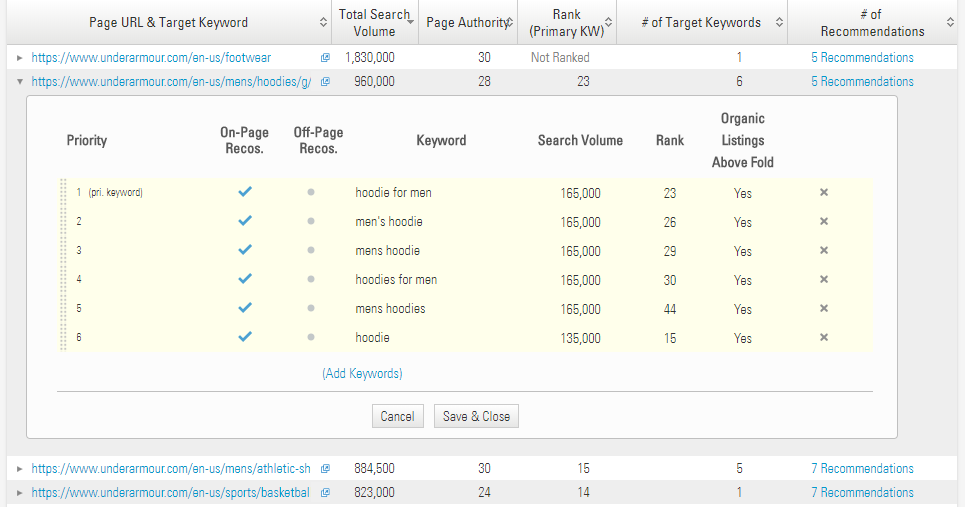 Page URL & Target Keyword Total Search Volume Page Authority Rank (Primary KW) # of Target Keywords # of Recommendations
https://www.underarmour.com/en-us/footwear 1,830,000 30 Not Ranked 1 5 Recommendations
https://www.underarmour.com/en-us/mens/hoodies/g/ 960,000 28 23 6 5 Recommendations
Priority On-Page Recos. Off-Page Recos. Keyword Search Volume Rank Organic Listings Above Fold
1 (pri. keyword) hoodie for men 165,000 23 Yes
2 men's hoodie 165,000 26 Yes
3 mens hoodie 165,000 29 Yes
4 hoodies for men 165,000 30 Yes
5 mens hoodies 165,000 44 Yes
6 hoodie 135,000 15 Yes
(Add Keywords)
Cancel Save & Close
https://www.underarmour.com/en-us/mens/athletic-sh 884,500 30 15 5 7 Recommendations
https://www.underarmour.com/en-us/sports/basketbal 823,000 24 14 1 7 Recommendations